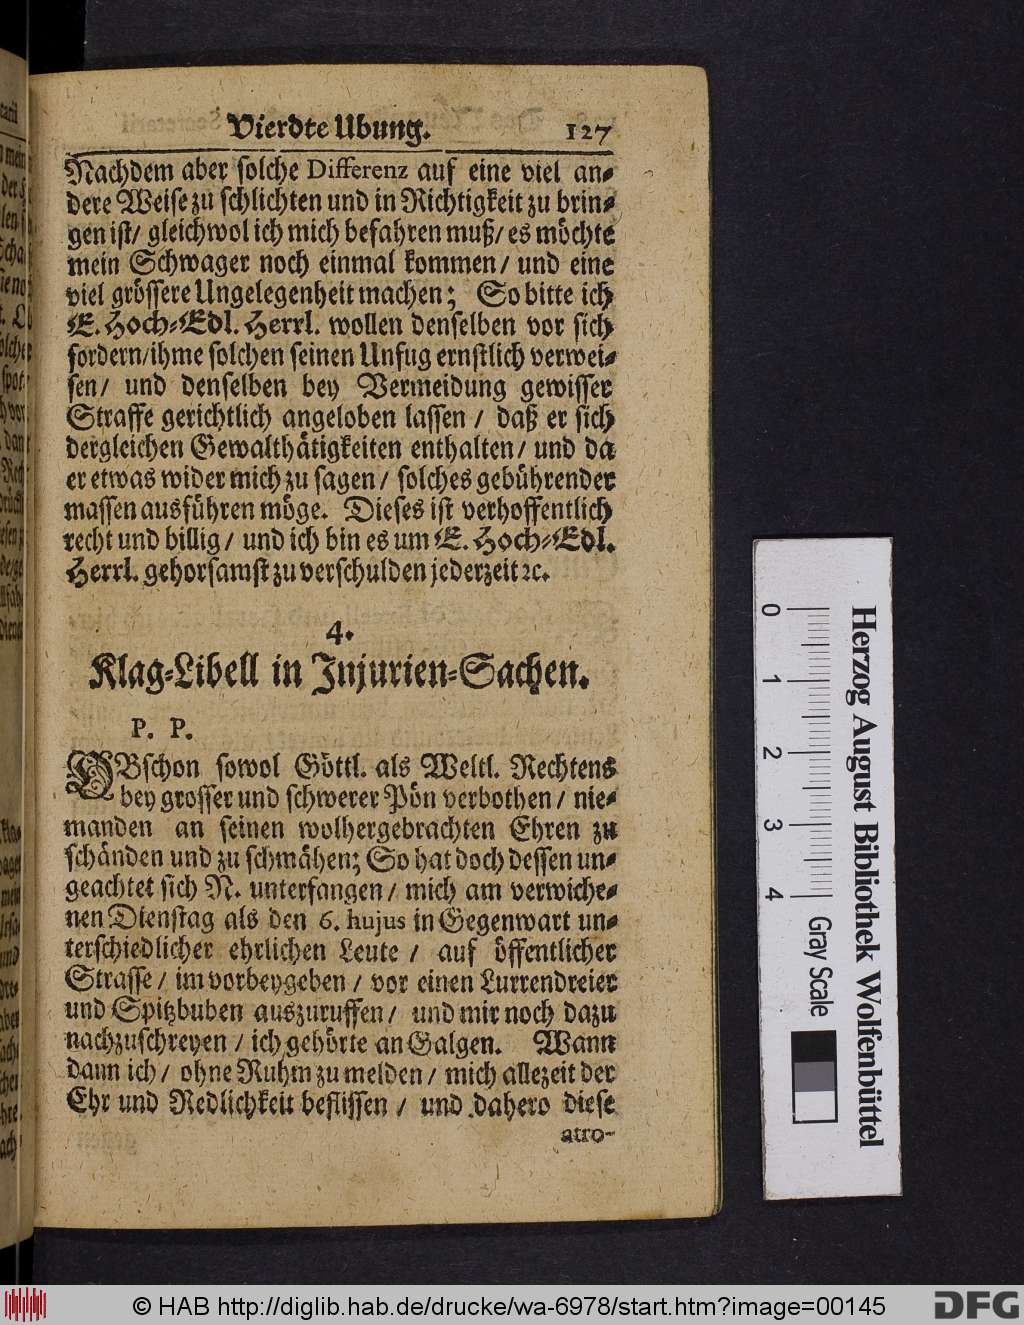 Vierdte Ubung. 127
Nachdem aber solche Differenz auf eine viel an-
dere Weise zu schlichten und in Richtigkeit zu brin-
gen ist/ gleichwol ich mich befahren muß/ es möchte
mein Schwager noch einmal kommen/ und eine
viel grössere Ungelegenheit machen; So bitte ich
E. Hoch-Edl. Herrl. wollen denselben vor sich
fordern/ihme solchen seinen Unfug ernstlich verwei-
sen/ und denselben bey Vermeidung gewisser
Straffe gerichtlich angeloben lassen / daß er sich
dergleichen Gewalthätigkeiten enthalten/ und da
er etwas wider mich zu sagen/ solches gebührender
massen ausführen möge. Dieses ist verhoffentlich
recht und billig/ und ich bin es um E. Hoch-Edl.
Herrl. gehorsamst zu verschulden jederzeit ꝛc.
4.
Klag-Libell in Injurien-Sachen.
P. P.
OBschon sowol Göttl. als Weltl. Rechtens
bey grosser und schwerer Pön verbothen/ nie-
manden an seinen wolhergebrachten Ehren zu
schänden und zu schmähen; So hat doch dessen un-
geachtet sich N. unterfangen/ mich am verwiche-
nen Dienstag als den 6. hujus in Gegenwart un-
terschiedlicher ehrlichen Leute / auf öffentlicher
Strasse/ im vorbeygehen / vor einen Lurrendreier
und Spitzbuben auszuruffen/ und mir noch dazu
nachzuschreyen / ich gehörte an Galgen. Wann
dann ich/ ohne Ruhm zu melden/ mich allezeit der
Ehr und Redlichkeit beflissen / und dahero diese
atro-
0 1 2 3 4
Gray Scale
Herzog August Bibliothek Wolfenbüttel
© HAB http://diglib.hab.de/drucke/wa-6978/start.htm?image=00145
DFG